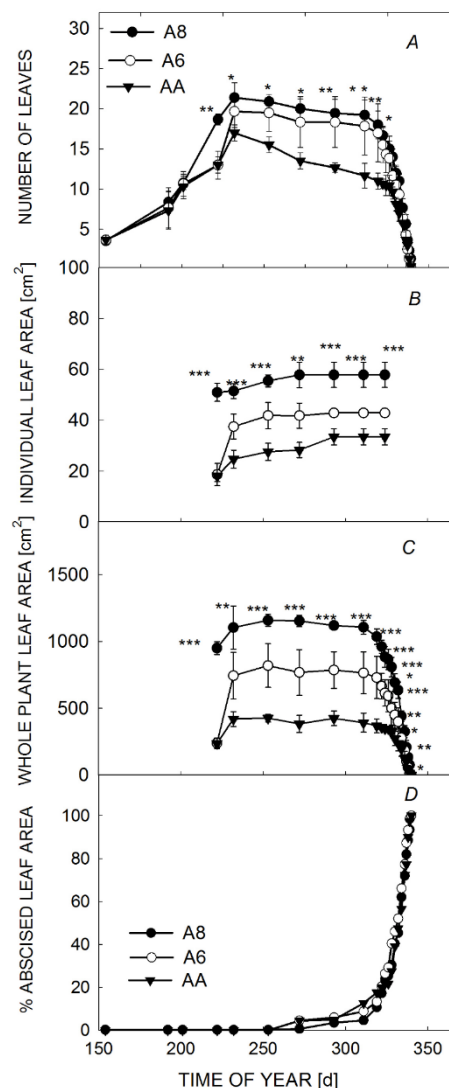 30
A8
A
A6
25
AA
20
15
10
5
NUMBER OF LEAVES
** * * * ** * * ** *
100
B
80
60
40
20
0
INDIVIDUAL LEAF AREA [cm2]
*** *** *** ** *** *** ***
C
1500
1000
500
0
WHOLE PLANT LEAF AREA [cm2]
*** ** *** *** *** ***
***
***
*
***
**
*
**
*
D
100
80
60
40
20
0
% ABSCISED LEAF AREA
A8
A6
AA
150 200 250 300 350
TIME OF YEAR [d]